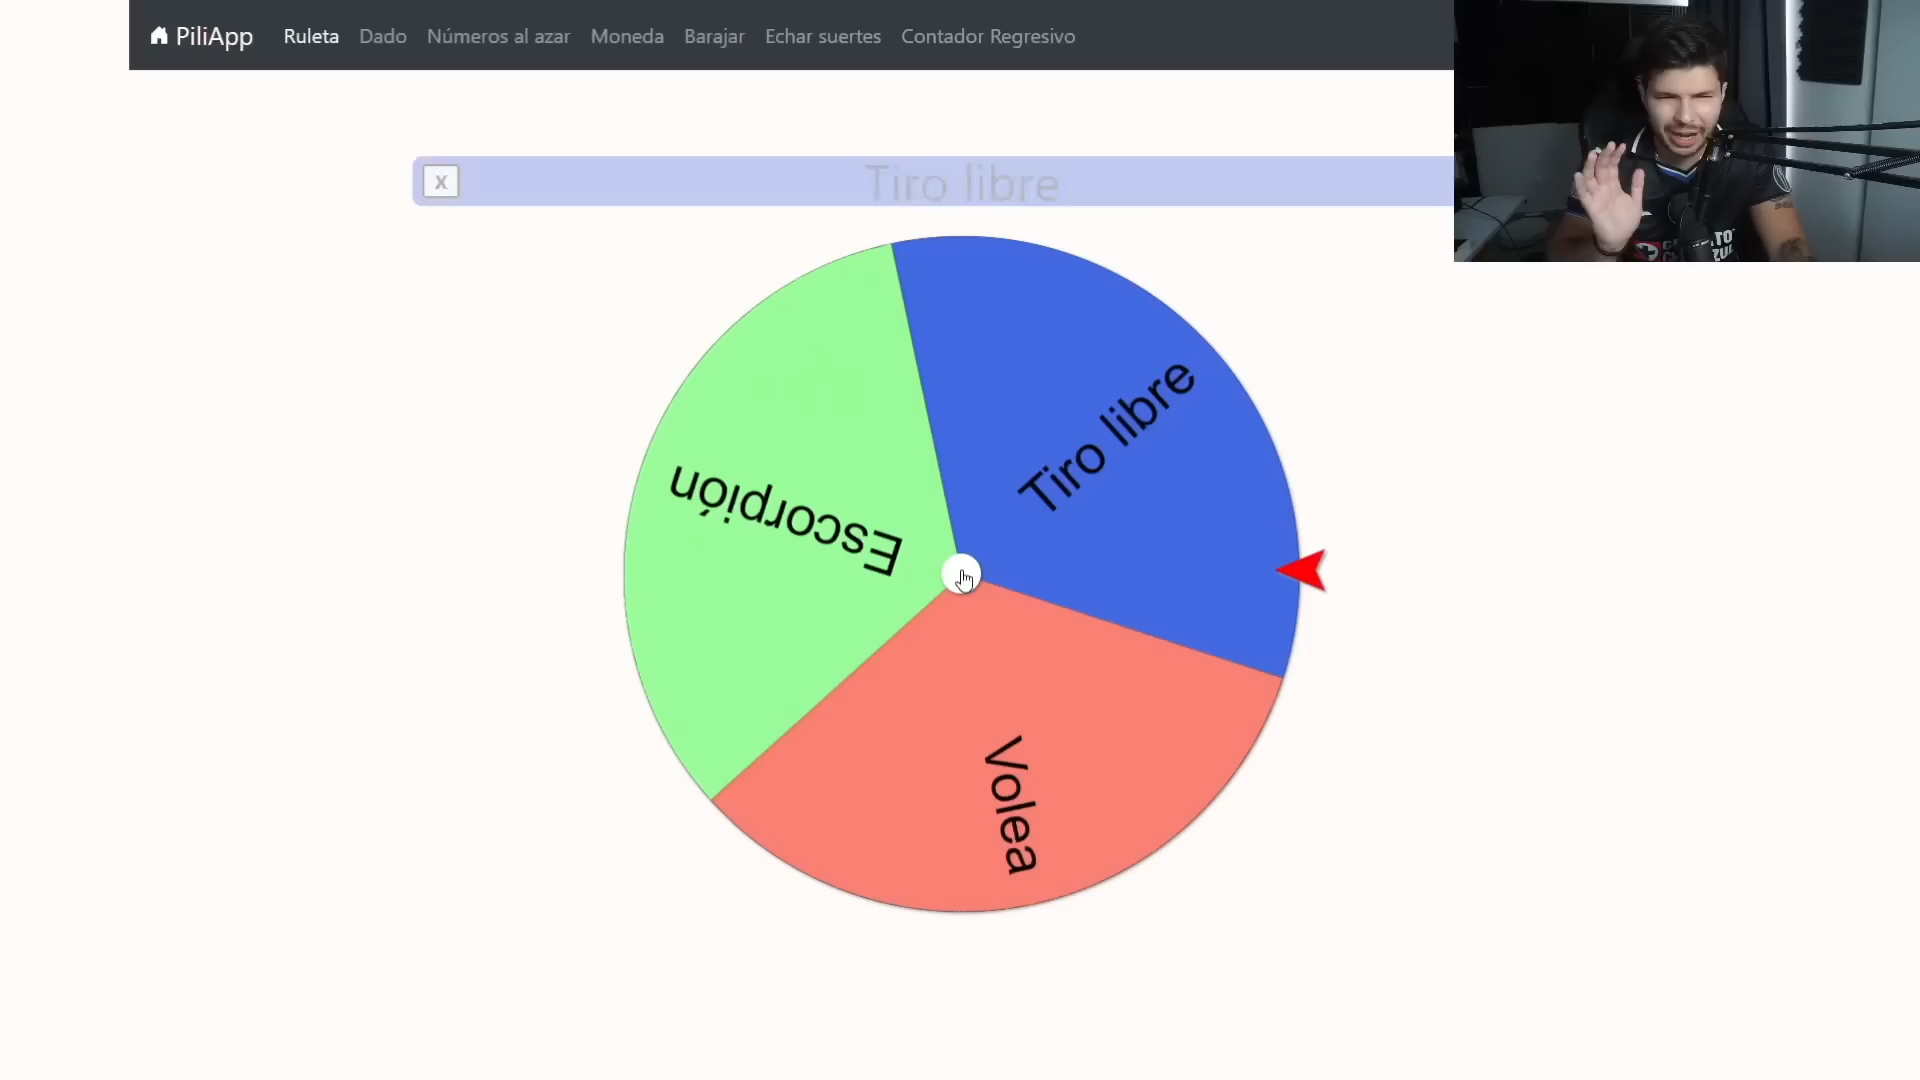 PiliApp Ruleta Dado Números al azar Moneda Barajar Echar suertes Contador Regresivo
x Tiro libre
Tiro libre
Escorpión
Volea